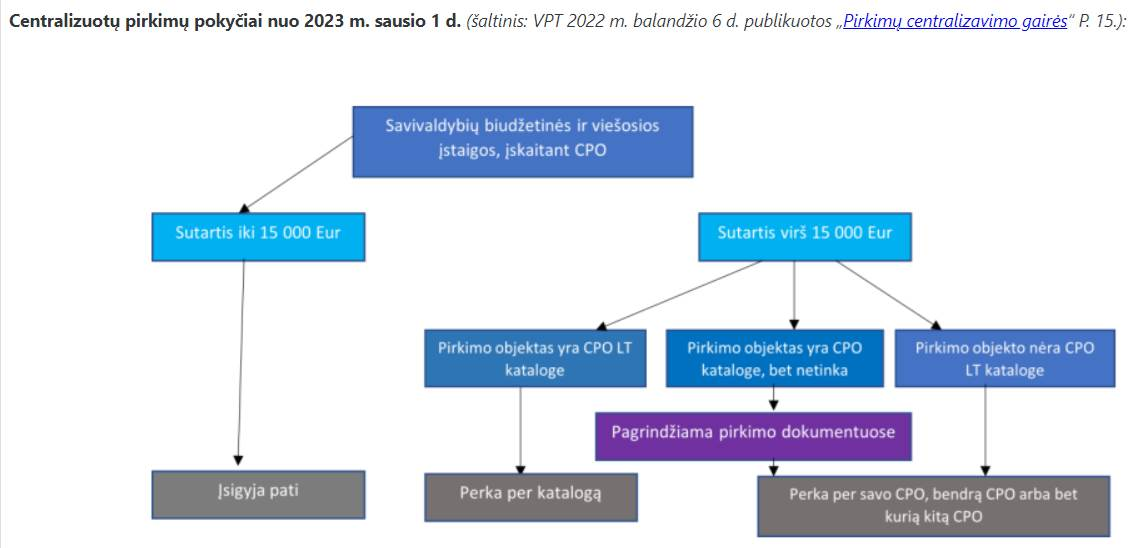 Centralizuotų pirkimų pokyčiai nuo 2023 m. sausio 1 d. (šaltinis: VPT 2022 m. balandžio 6 d. publikuotos „Pirkimų centralizavimo gairės“ P. 15.):
Savivaldybių biudžetinės ir viešosios
įstaigos, įskaitant CPO
Sutartis iki 15 000 Eur
Sutartis virš 15 000 Eur
Pirkimo objektas yra CPO LT
kataloge
Pirkimo objektas yra CPO
kataloge, bet netinka
Pirkimo objekto nėra CPO
LT kataloge
Pagrindžiama pirkimo dokumentuose
Įsigyja pati
Perka per katalogą
Perka per savo CPO, bendrą CPO arba bet
kurią kitą CPO